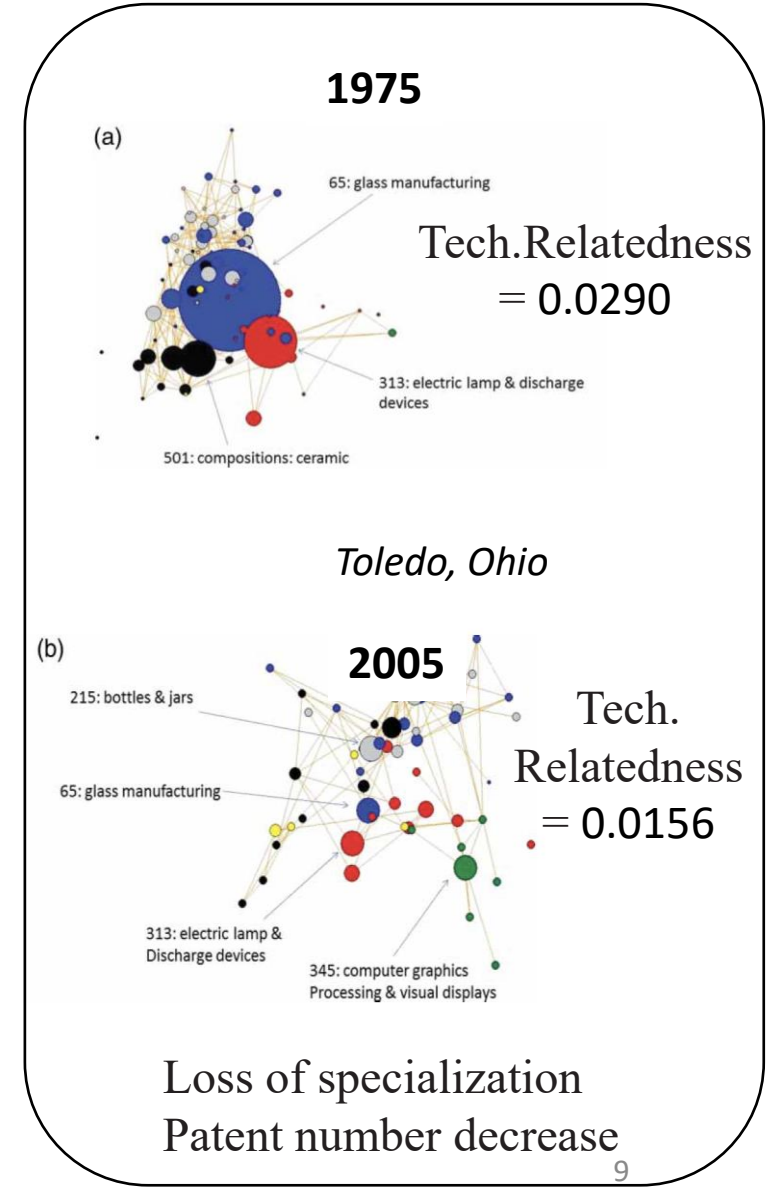 1975
(a)
65: glass manufacturing
Tech.Relatedness
= 0.0290
313: electric lamp & discharge
devices
501: compositions: ceramic
Toledo, Ohio
(b)
2005
215: bottles & jars
Tech.
Relatedness
= 0.0156
65: glass manufacturing
313: electric lamp &
Discharge devices
345: computer graphics
Processing & visual displays
Loss of specialization
Patent number decrease
9